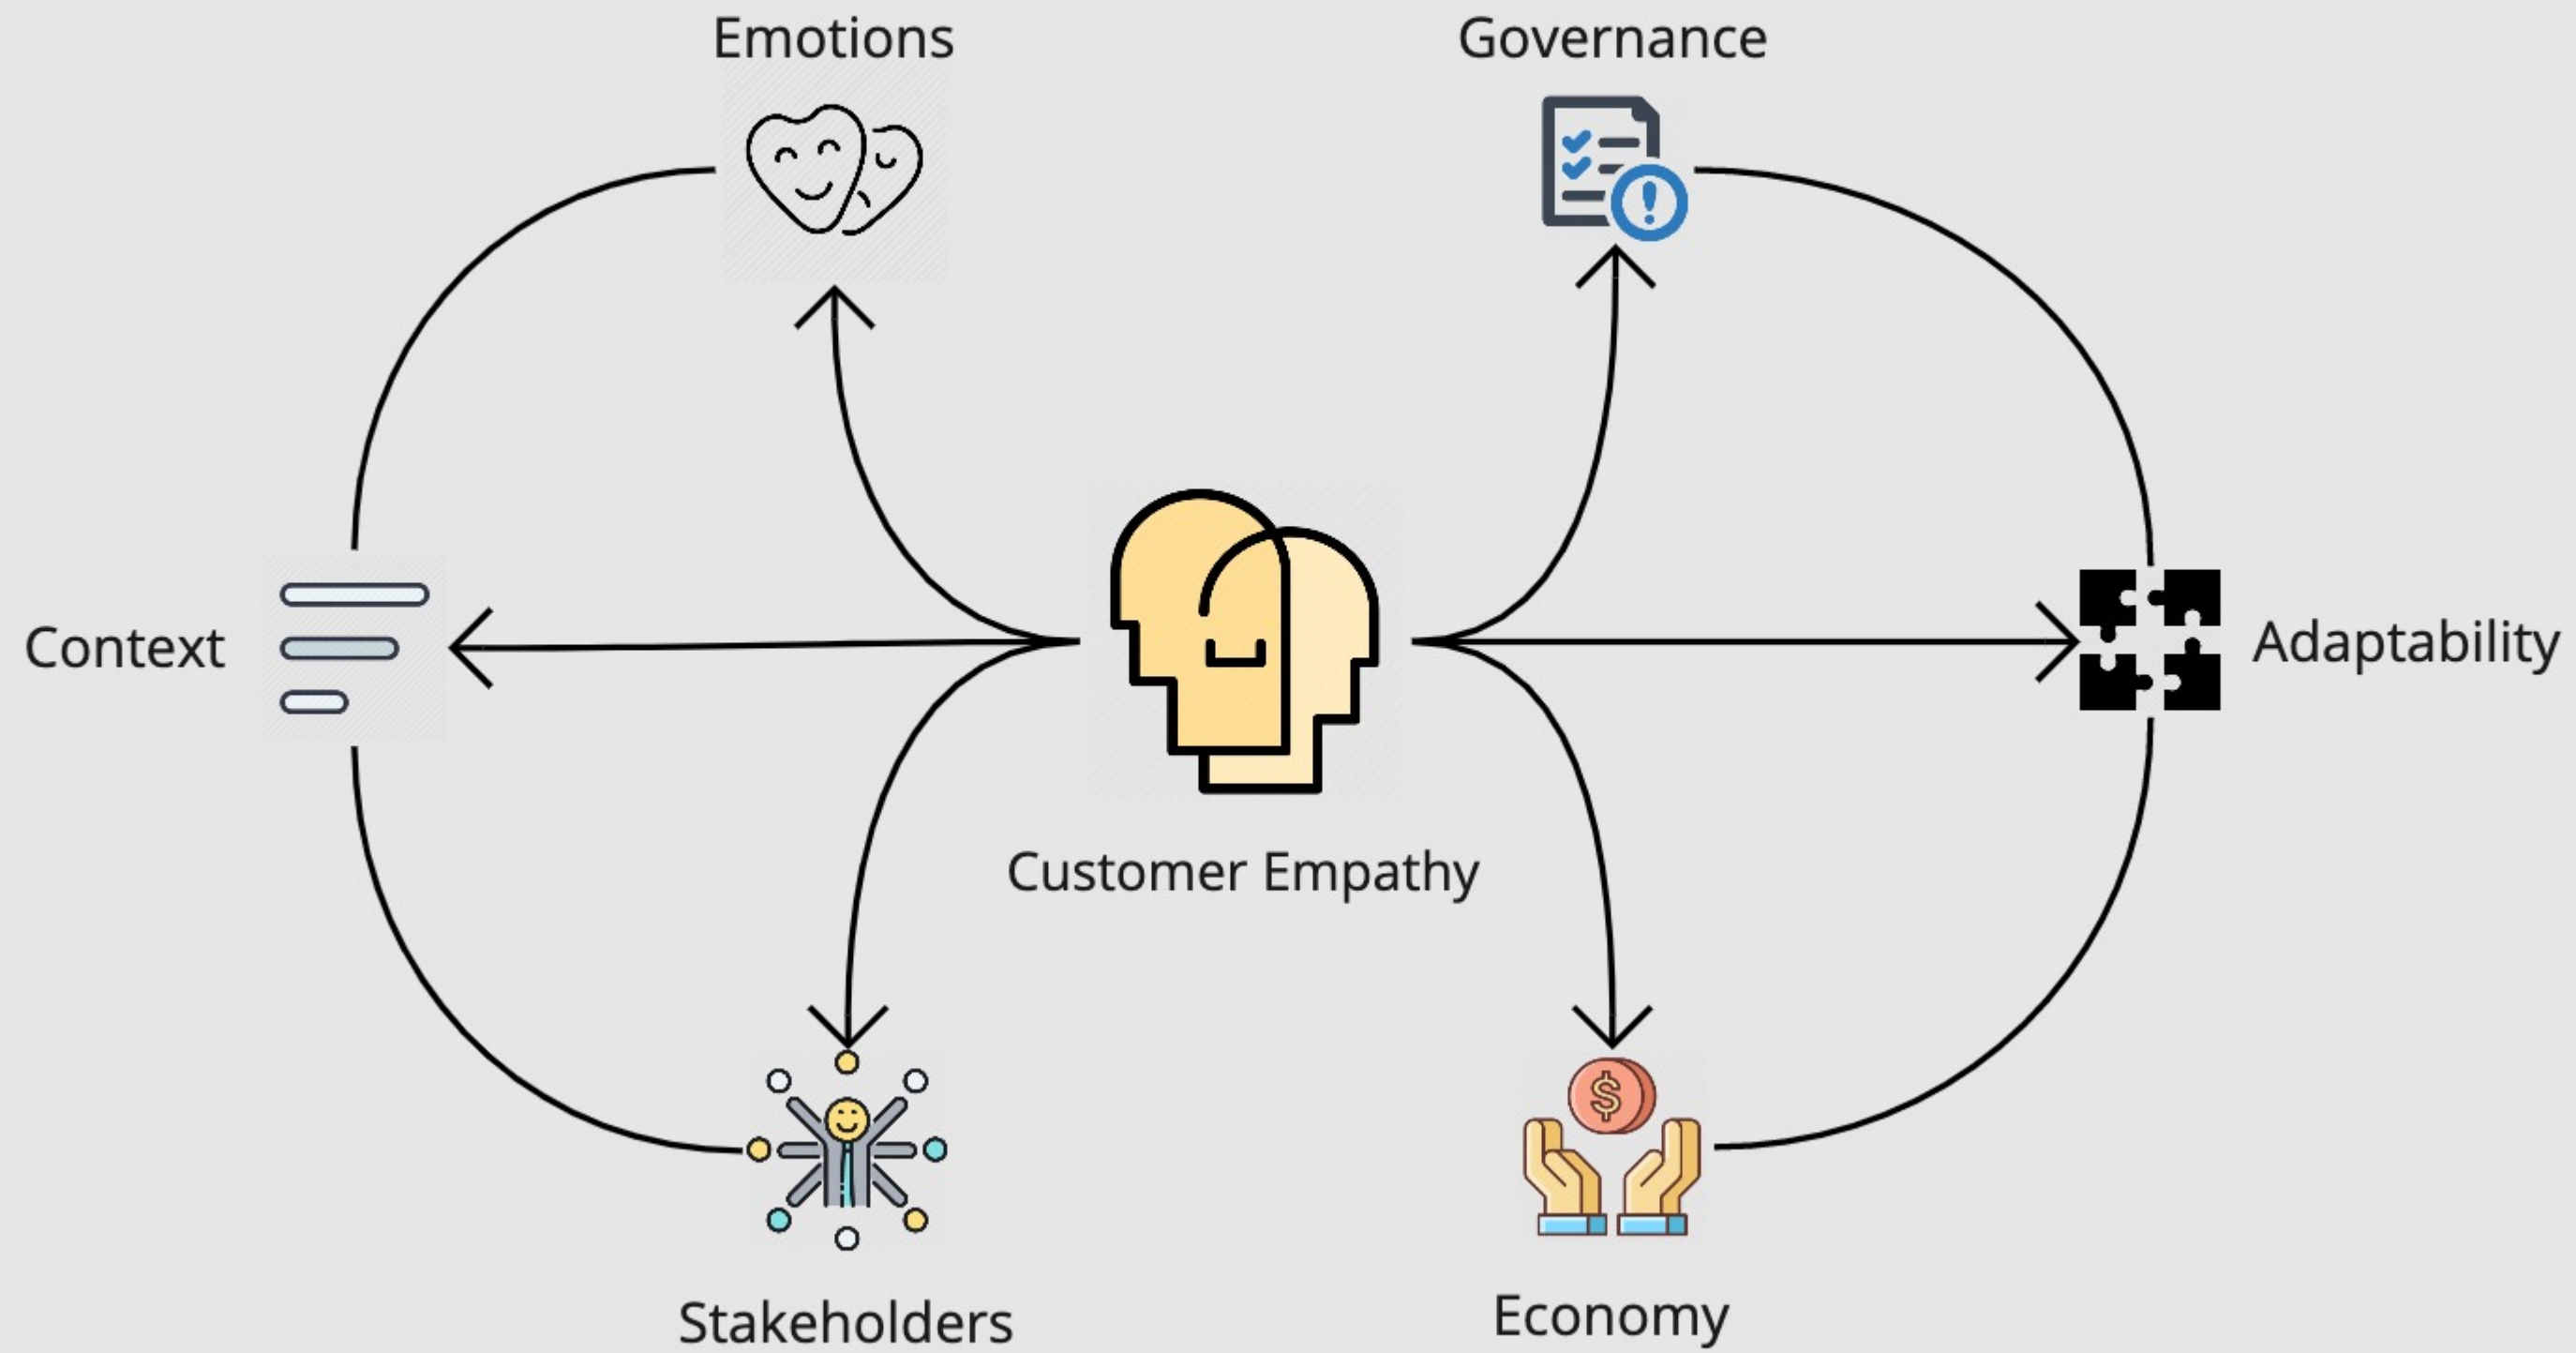 Emotions
Governance
Context
Adaptability
Customer Empathy
$
Stakeholders
Economy